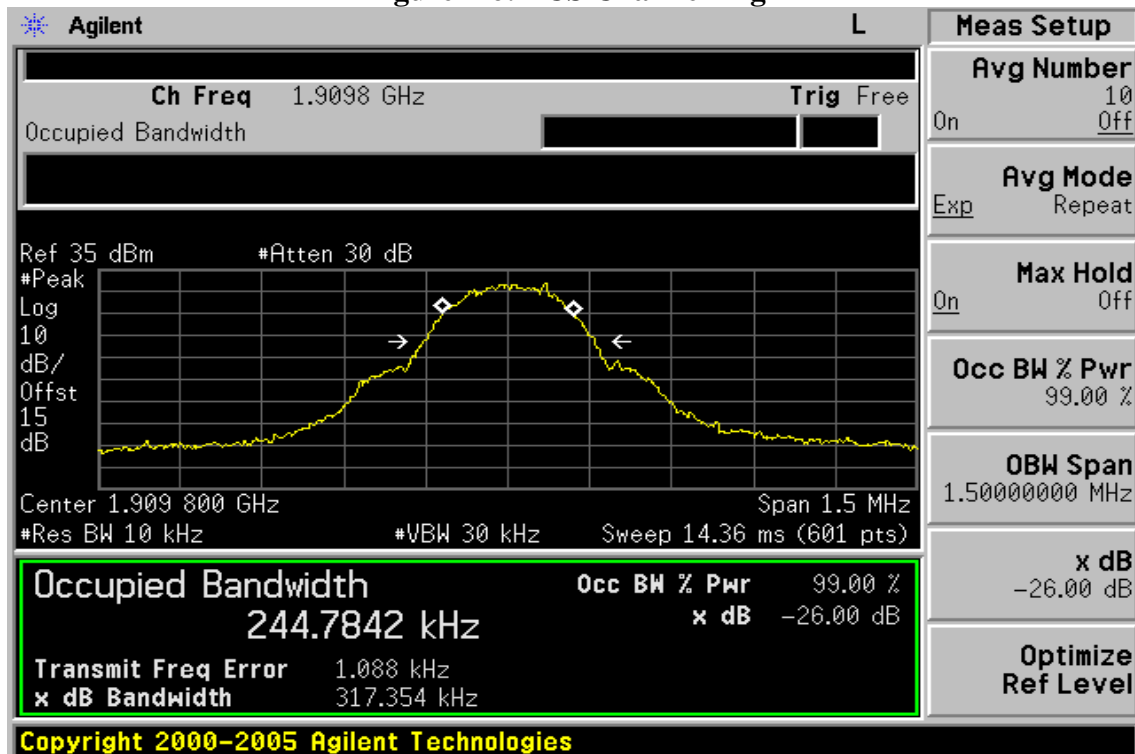 Agilent L Meas Setup
Ch Freq 1.9098 GHz Trig Free
Occupied Bandwidth
Avg Number
10
On Off
Avg Mode
Exp Repeat
Max Hold
On Off
Occ BW % Pwr
99.00 %
OBW Span
1.50000000 MHz
x dB
-26.00 dB
Optimize
Ref Level
Ref 35 dBm #Atten 30 dB
#Peak
Log
10
dB/
Offst
15
dB
Center 1.909 800 GHz Span 1.5 MHz
#Res BW 10 kHz #VBW 30 kHz Sweep 14.36 ms (601 pts)
Occupied Bandwidth Occ BW % Pwr 99.00 %
244.7842 kHz x dB -26.00 dB
Transmit Freq Error 1.088 kHz
x dB Bandwidth 317.354 kHz
Copyright 2000-2005 Agilent Technologies